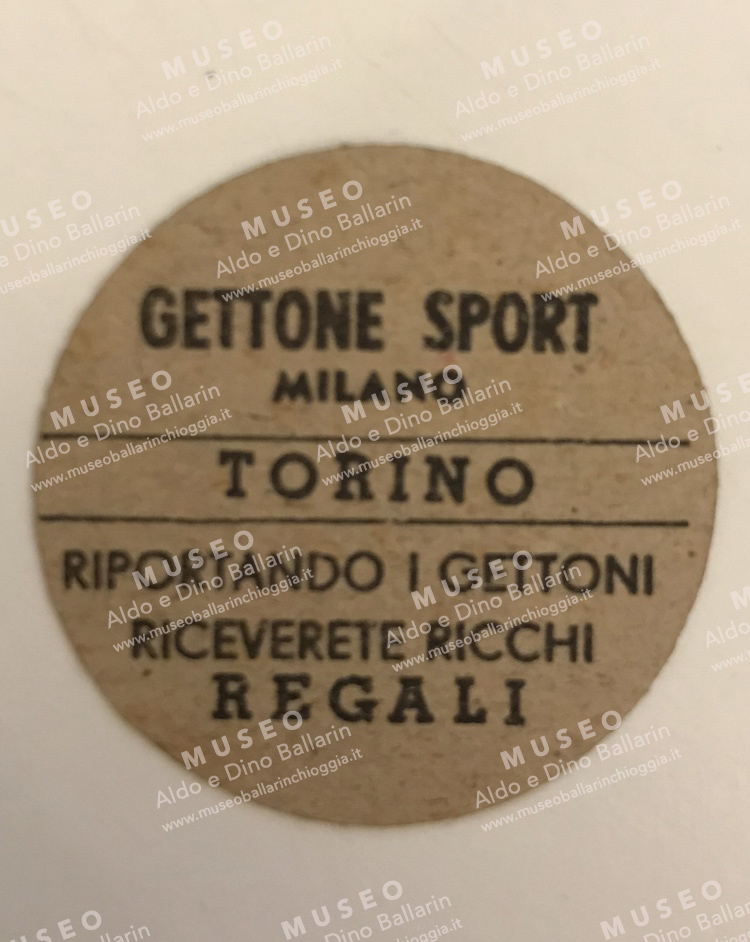 GETTONE SPORT
MILANO
TORINO
RIPORTANDO I GETTONI
RICEVERETE RICCHI
REGALI
MUSEO
Aldo e Dino Ballarin
www.museoballarinchioggia.it